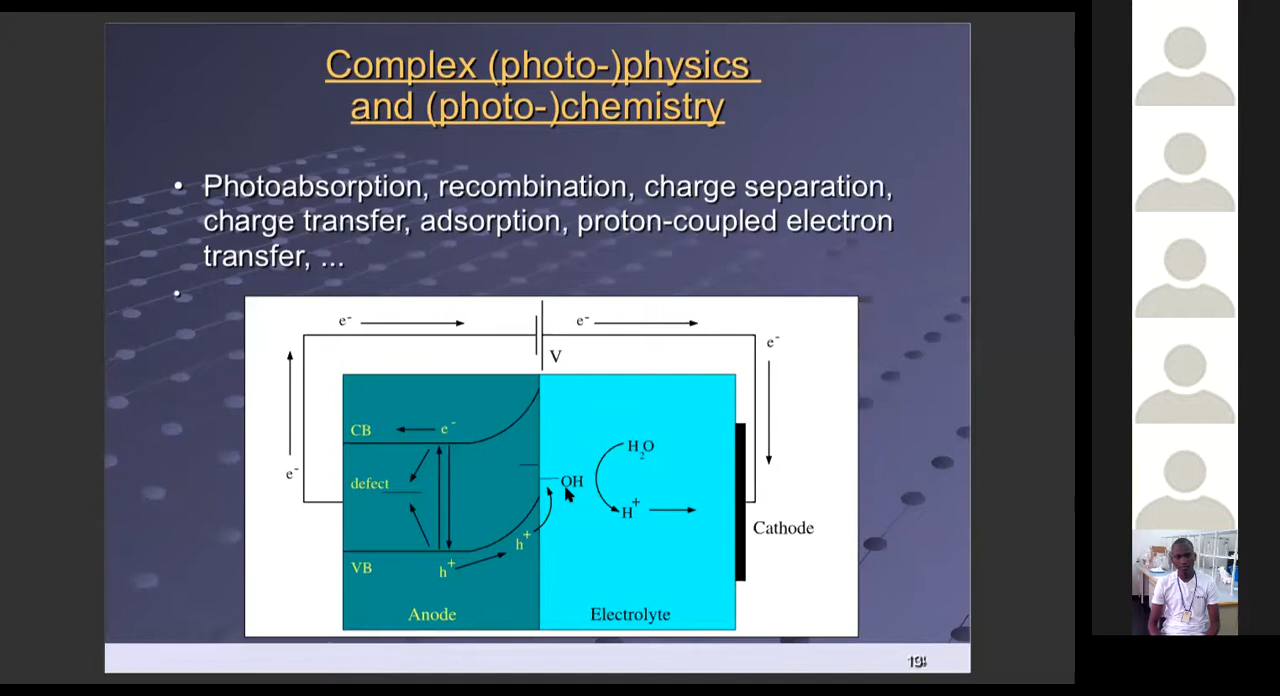 Complex (photo-)physics
and (photo-)chemistry
• Photoabsorption, recombination, charge separation,
charge transfer, adsorption, proton-coupled electron
transfer, ...
•
e⁻
e⁻
V
e⁻
CB
e⁻
H₂O
e⁻
defect
OH
H⁺
Cathode
h⁺
VB
h⁺
Anode
Electrolyte